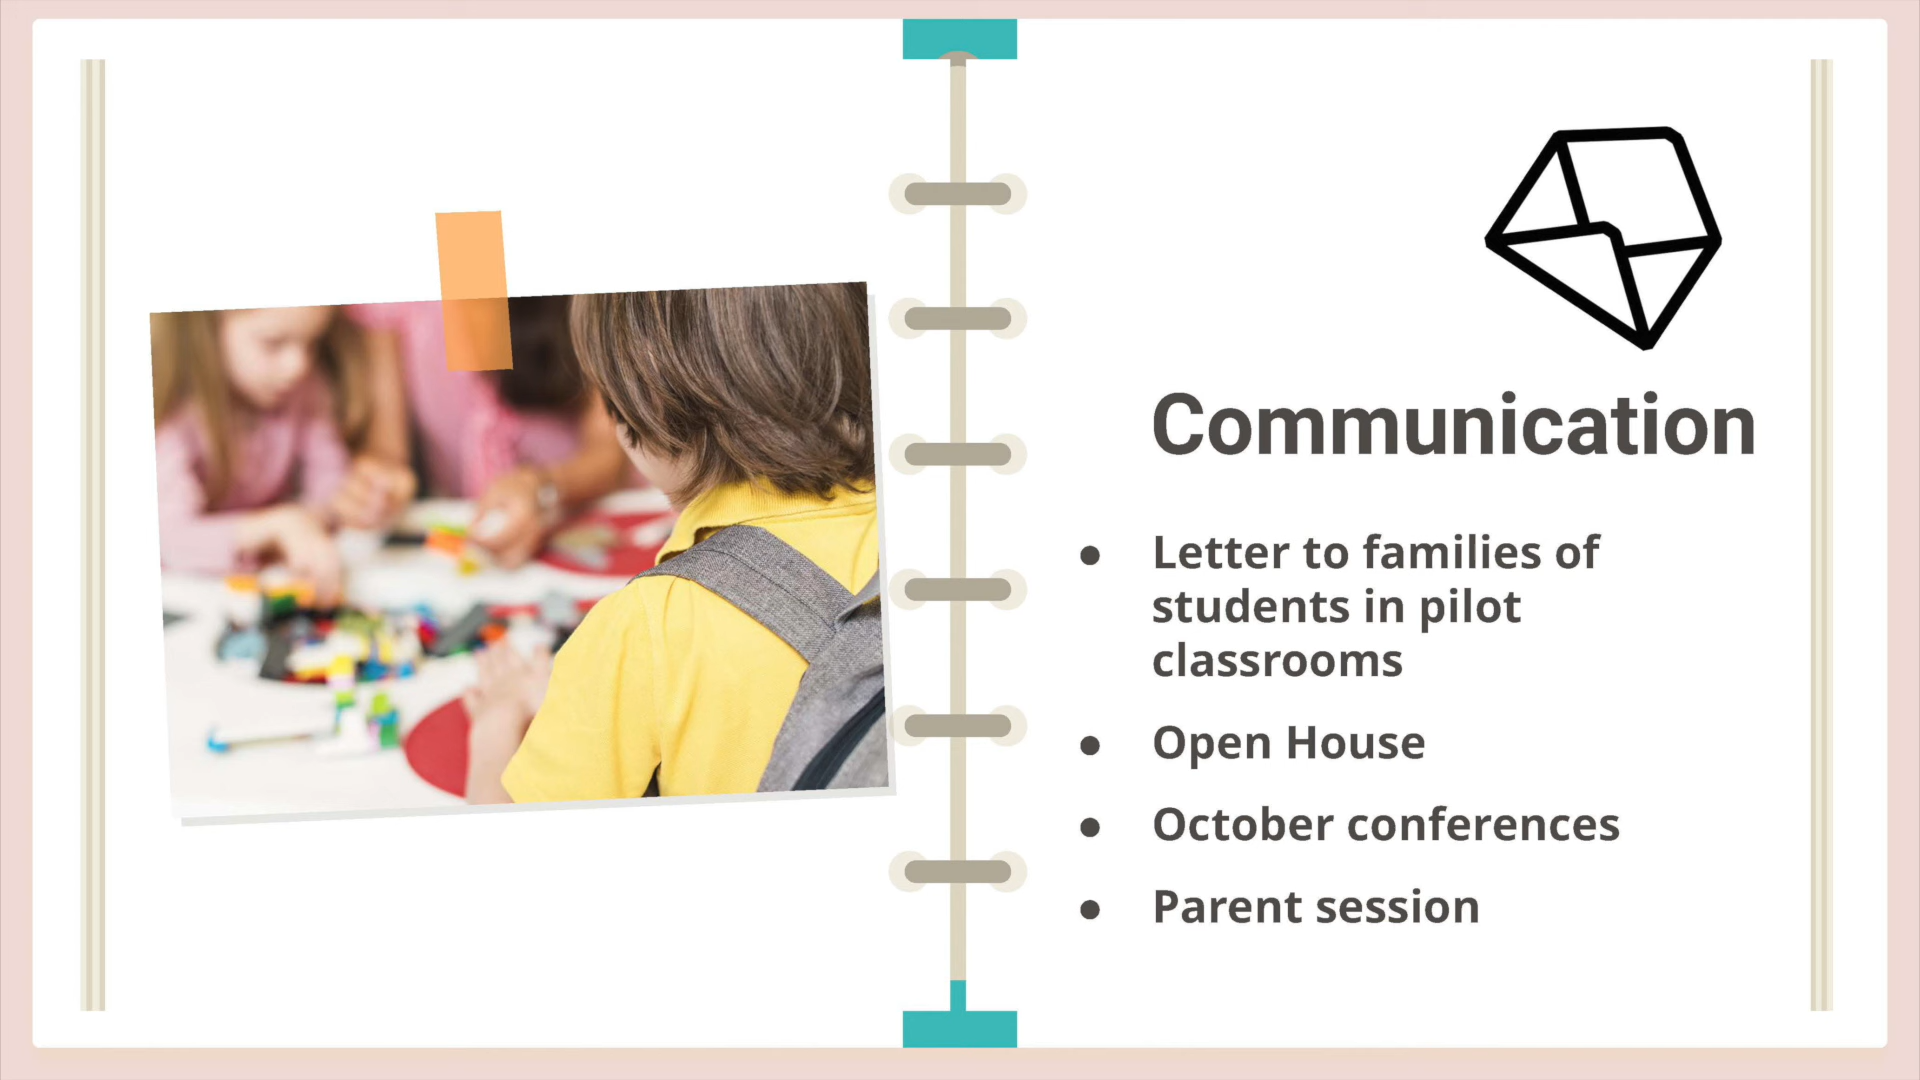 Communication
● Letter to families of
students in pilot
classrooms
● Open House
● October conferences
● Parent session